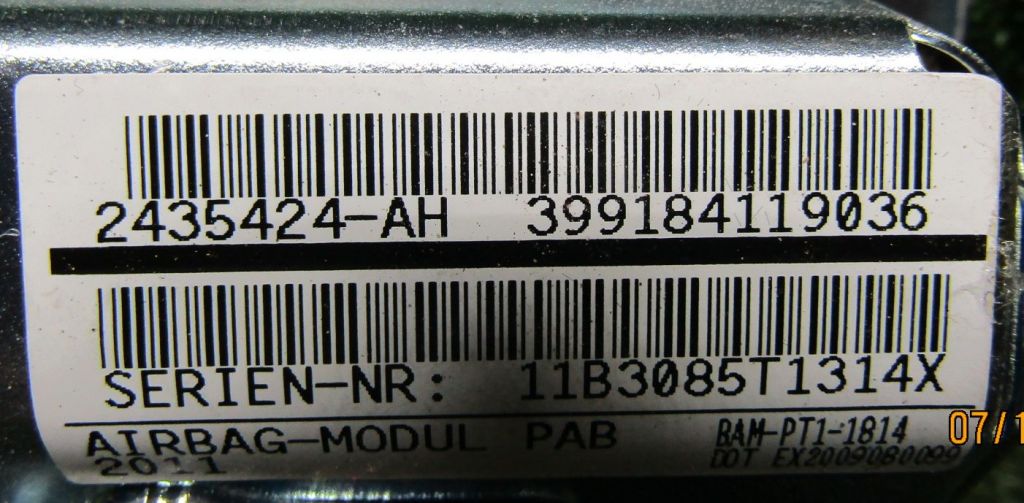 2435424-AH 399184119036
SERIEN-NR: 11B3085T1314X
AIRBAG-MODUL PAB BAM-PT1-1814
2011 DOT EX2009080099
07/1